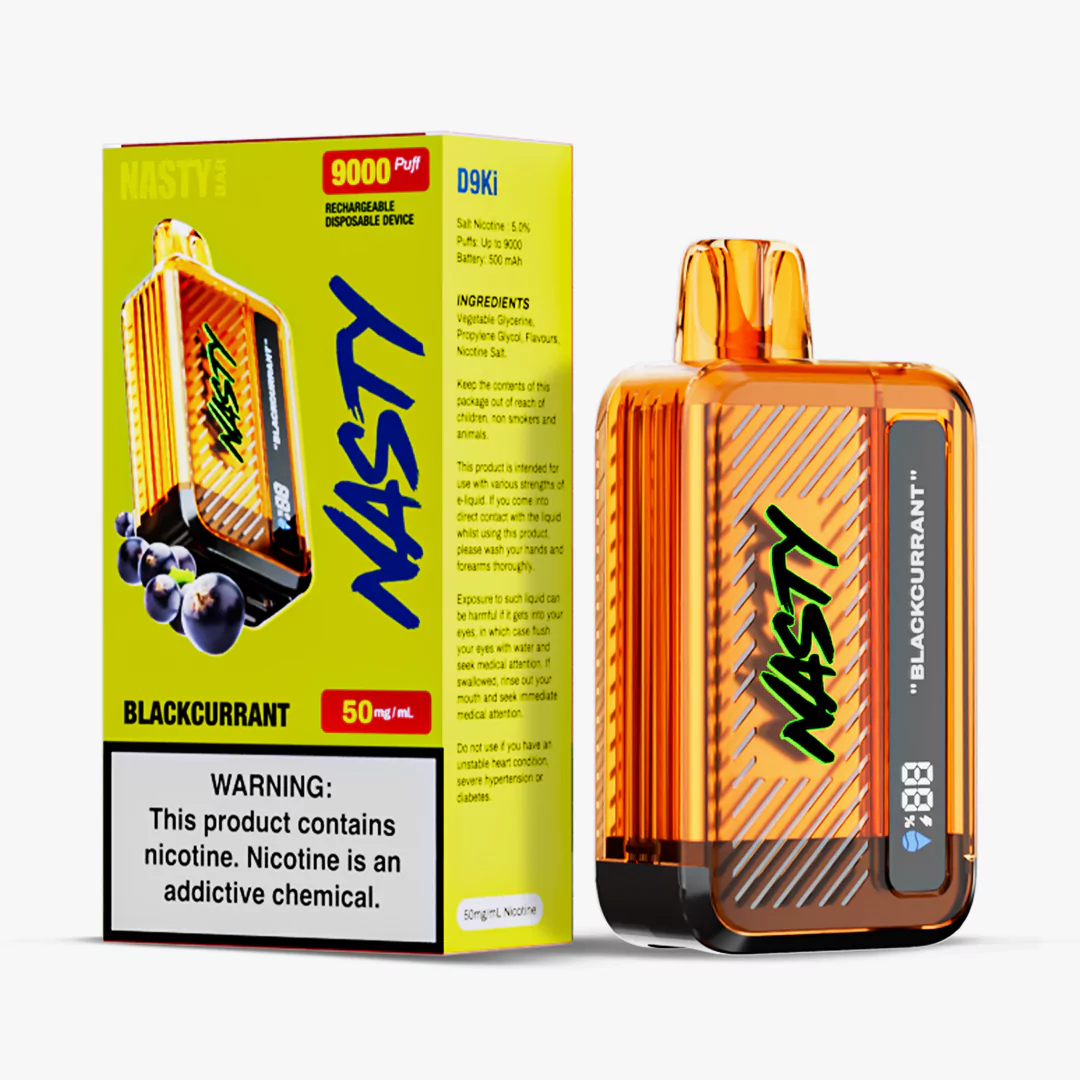 NASTY BAR
9000 Puff
RECHARGEABLE
DISPOSABLE DEVICE
NASTY
"BLACKCURRANT"
88
NASTY
BLACKCURRANT
50 mg/mL
WARNING:
This product contains
nicotine. Nicotine is an
addictive chemical.
D9Ki
Salt Nicotine : 5.0%
Puffs: Up to 9000
Battery: 500 mAh
INGREDIENTS
Vegetable Glycerine,
Propylene Glycol, Flavours,
Nicotine Salt.
Keep the contents of this
package out of reach of
children, non smokers and
animals.
This product is intended for
use with various strengths of
e-liquid. If you come into
direct contact with the liquid
whilst using this product,
please wash your hands and
forearms thoroughly.
Exposure to such liquid can
be harmful if it gets into your
eyes, in which case flush
your eyes with water and
seek medical attention. If
swallowed, rinse out your
mouth and seek immediate
medical attention.
Do not use if you have an
unstable heart condition,
severe hypertension or
diabetes.
50mg/mL Nicotine
NASTY
"BLACKCURRANT"
% 88